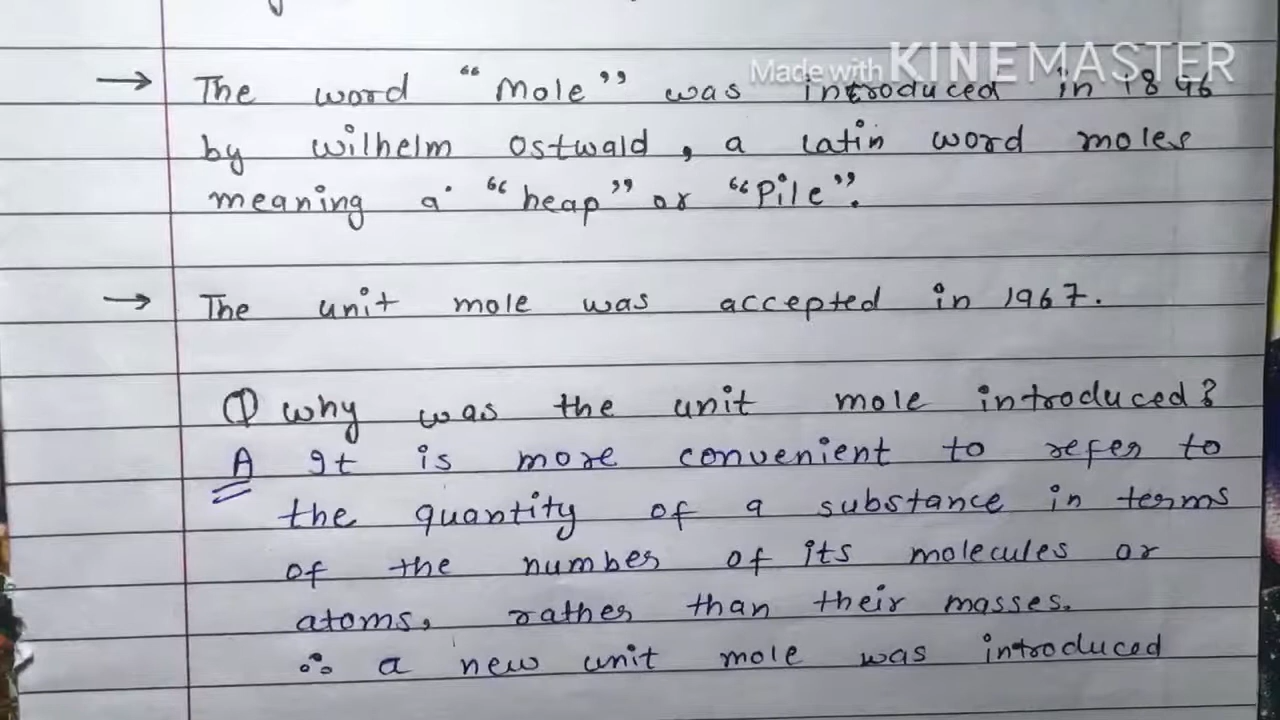 Made with KINEMASTER
→ The word "Mole" was introduced in 1896
by wilhelm ostwald, a latin word moles
meaning a "heap" or "Pile".
→ The unit mole was accepted in 1967.
Q why was the unit mole introduced?
A It is more convenient to refer to
the quantity of a substance in terms
of the number of its molecules or
atoms, rather than their masses.
∴ a new unit mole was introduced